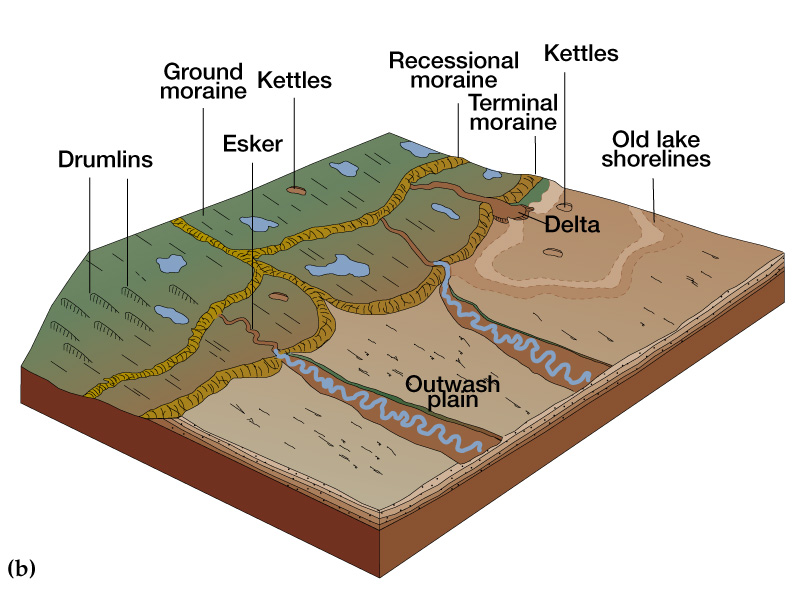 Ground
moraine
Kettles
Recessional
moraine
Kettles
Terminal
moraine
Drumlins
Esker
Old lake
shorelines
Delta
Outwash
plain
(b)